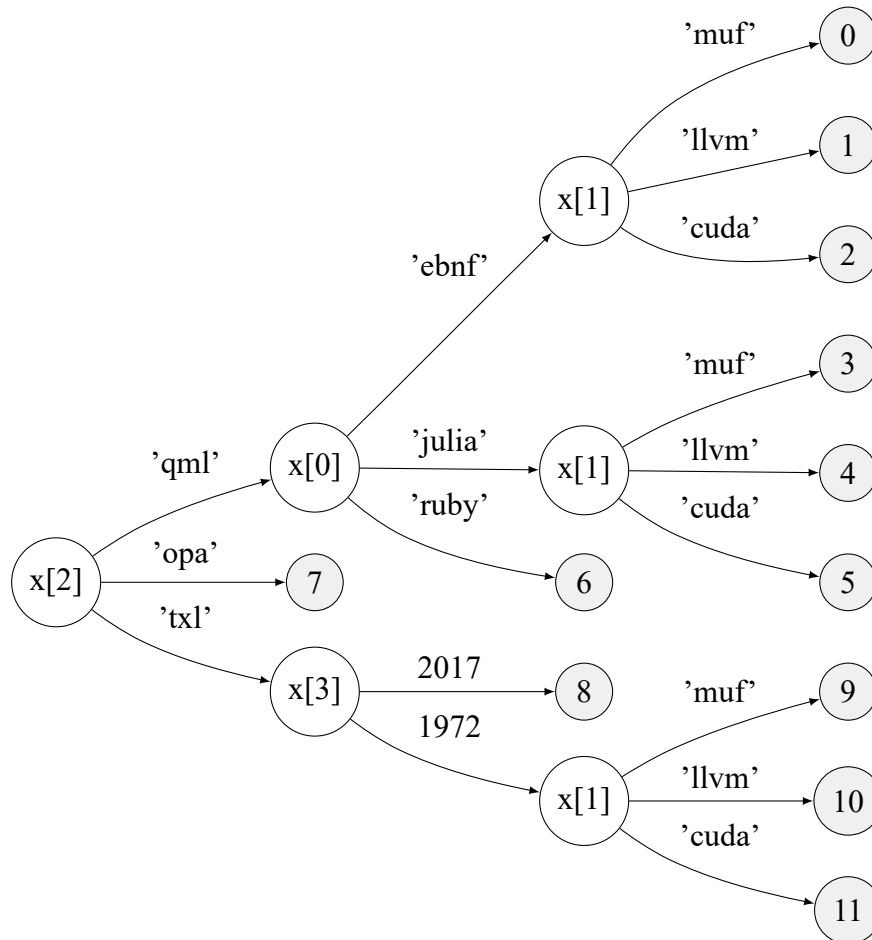 ’muf’
0
’llvm’
1
x[1]
’cuda’
2
’ebnf’
’muf’
3
x[0]
’julia’
x[1]
’llvm’
4
’qml’
’ruby’
’cuda’
x[2]
’opa’
7
6
5
’txl’
x[3]
2017
8
’muf’
9
1972
x[1]
’llvm’
10
’cuda’
11